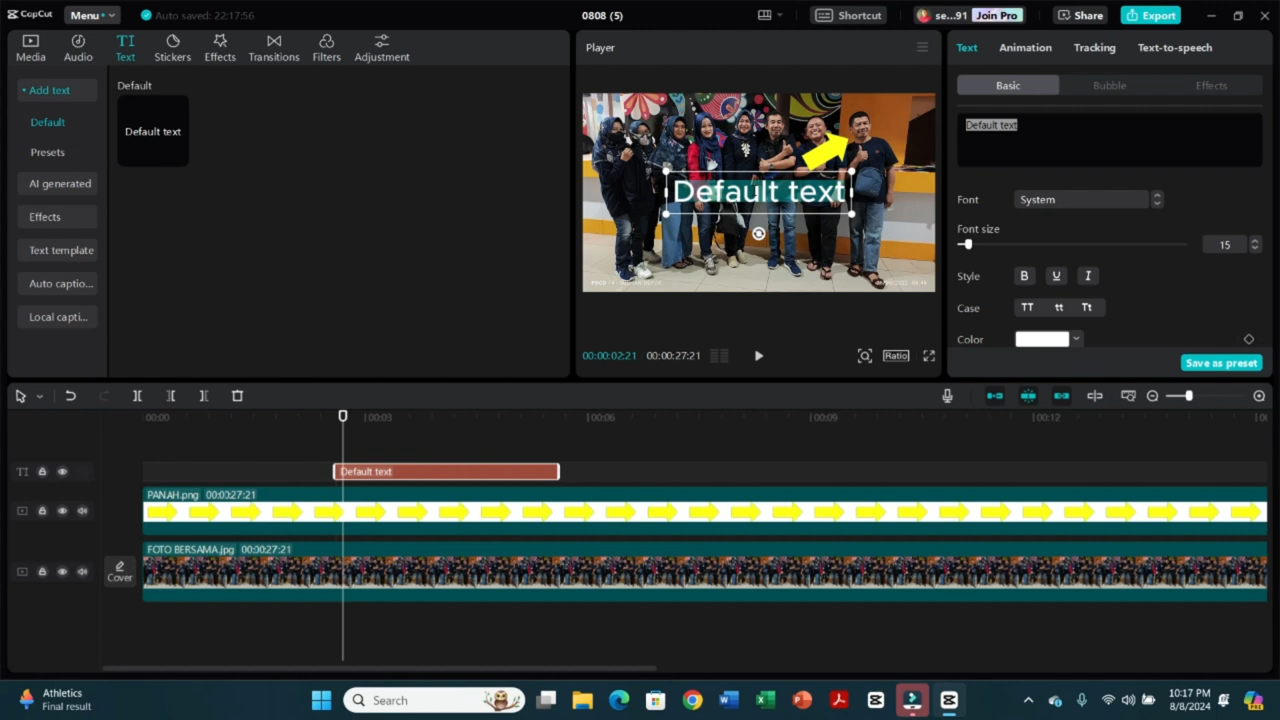 CapCut
Menu
Auto saved: 22:17:56
0808 (5)
Shortcut
se...91
Join Pro
Share
Export
Media
Audio
TI
Text
Stickers
Effects
Transitions
Filters
Adjustment
Add text
Default
Presets
AI generated
Effects
Text template
Auto captio...
Local capti...
Default
Default text
Player
Default text
00:00:02:21
00:00:27:21
Ratio
Text
Animation
Tracking
Text-to-speech
Basic
Bubble
Effects
Default text
Font
System
Font size
15
Style
B
U
I
Case
TT
tt
Tt
Color
Save as preset
00:00
00:03
00:06
00:09
00:12
TI
Default text
PANAH.png 00:00:27:21
Cover
FOTO BERSAMA.jpg 00:00:27:21
Athletics
Final result
Search
10:17 PM
8/8/2024